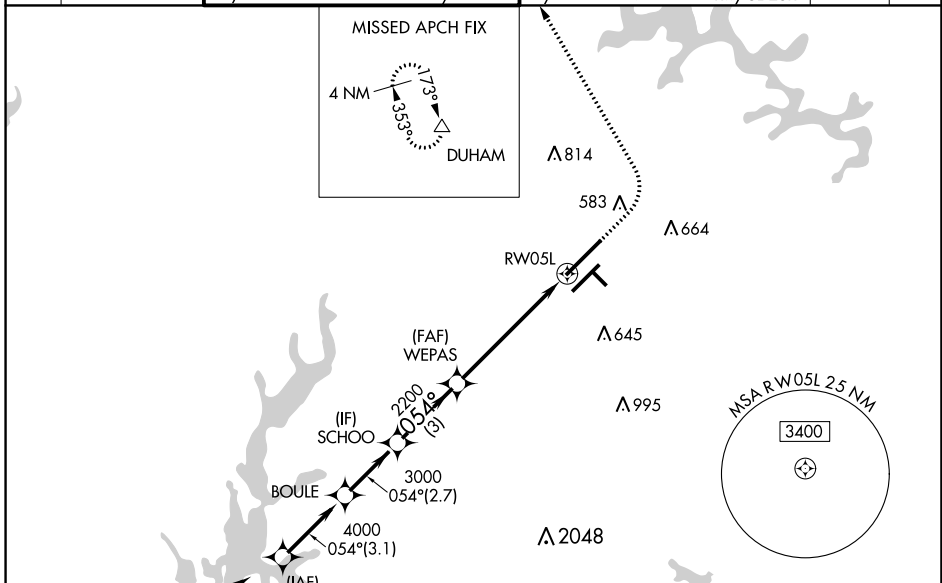 MISSED APCH FIX
4 NM
173°
353°
DUHAM
814
583
664
RW05L
645
(FAF)
WEPAS
995
MSA RW05L 25 NM
3400
2200
054°
(3)
(IF)
SCHOO
3000
054°(2.7)
BOULE
4000
054°(3.1)
2048
(IAF)